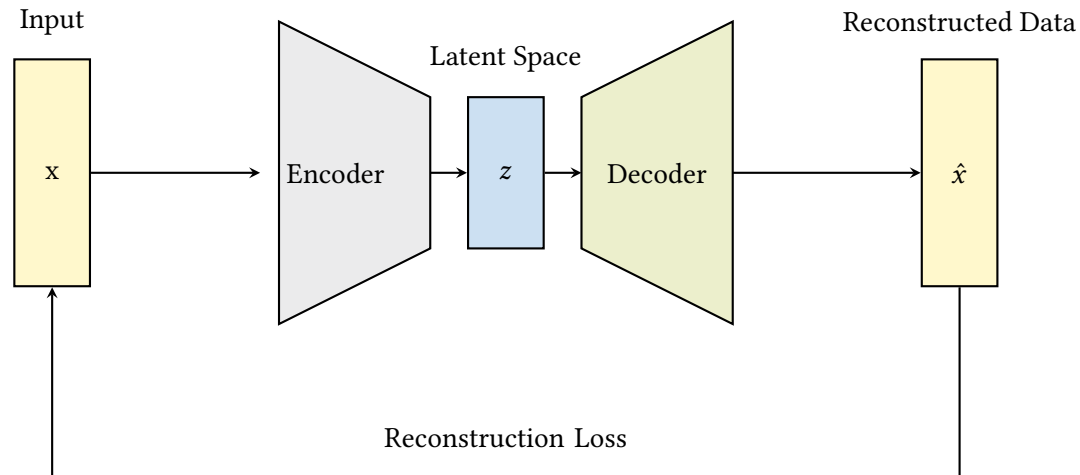 Input
Reconstructed Data
Latent Space
x
Encoder
z
Decoder
x̂
Reconstruction Loss